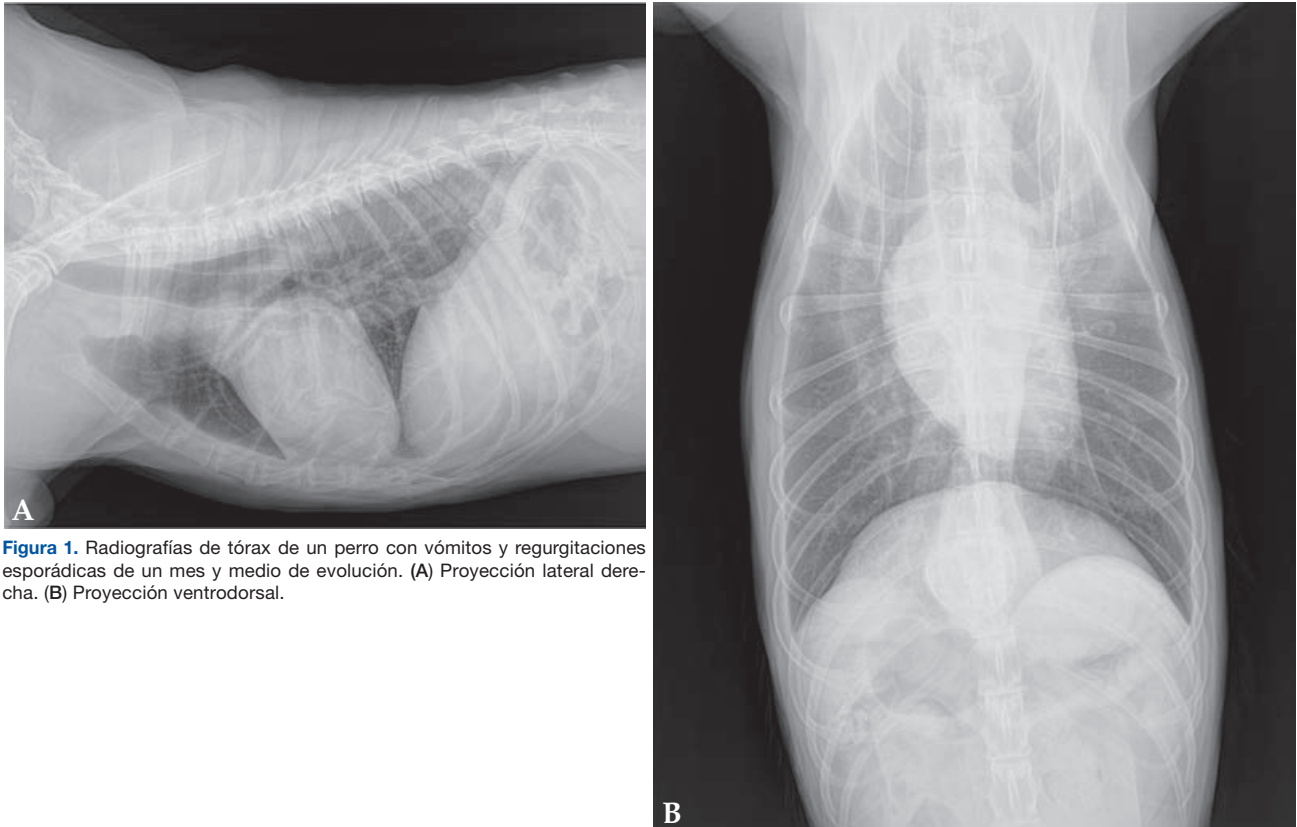 A
Figura 1. Radiografías de tórax de un perro con vómitos y regurgitaciones
esporádicas de un mes y medio de evolución. (A) Proyección lateral dere-
cha. (B) Proyección ventrodorsal.
B